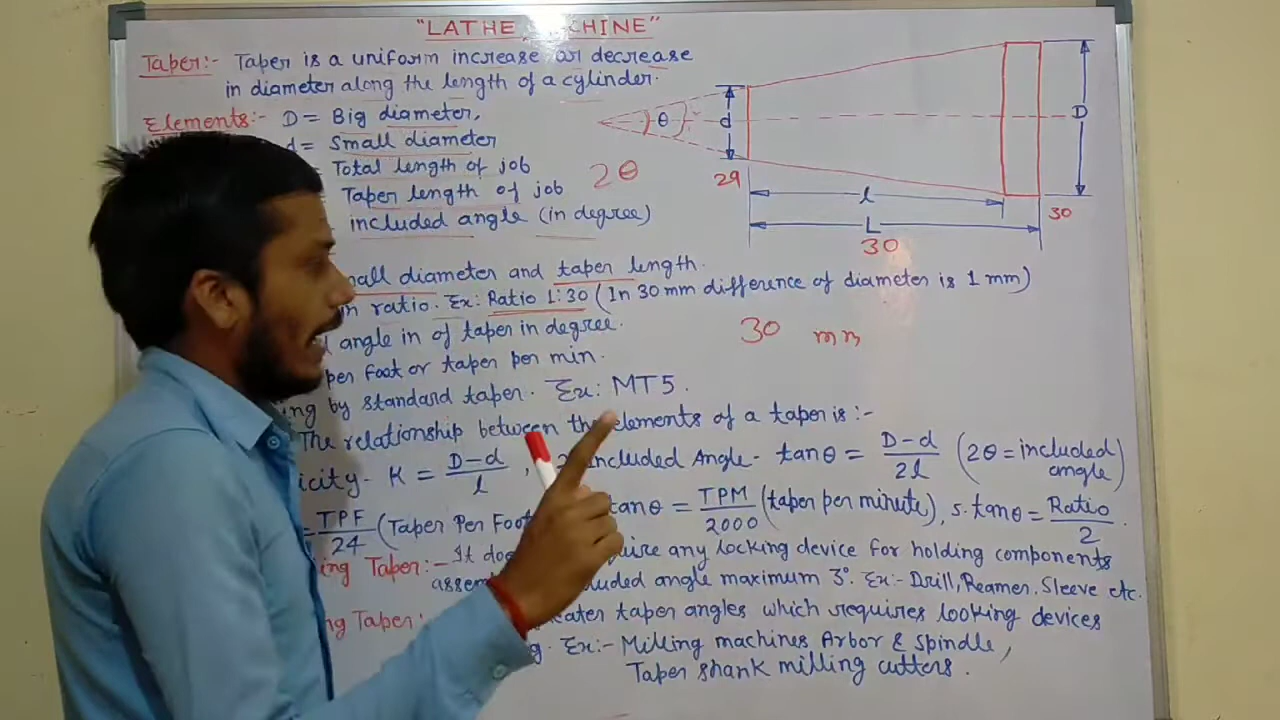 "LATHE CHINE"
Taper:- Taper is a uniform increase or decrease
in diameter along the length of a cylinder.
Elements:- D = Big diameter,
d = Small diameter
Total length of job
Taper length of job
included angle (in degree)
2θ
θ
d
D
29
l
L
30
30
mall diameter and taper length.
in ratio. Ex: Ratio 1:30 (In 30 mm difference of diameter is 1 mm)
angle in of taper in degree.
30 mm
per foot or taper per min.
ing by standard taper. Ex: MT5.
The relationship between the elements of a taper is :-
icity- K = D-d / l , included Angle- tanθ = D-d / 2l (2θ = included angle)
= TPF / 24 (Taper Per Foot tanθ = TPM / 2000 (taper per minute), 5. tanθ = Ratio / 2 .
ing Taper:- It do uire any locking device for holding components
assem luded angle maximum 3°. Ex:- Drill, Reamer, Sleeve etc.
ng Taper: eater taper angles which requires locking devices
g. Ex:- Milling machines Arbor & spindle,
Taper shank milling cutters.